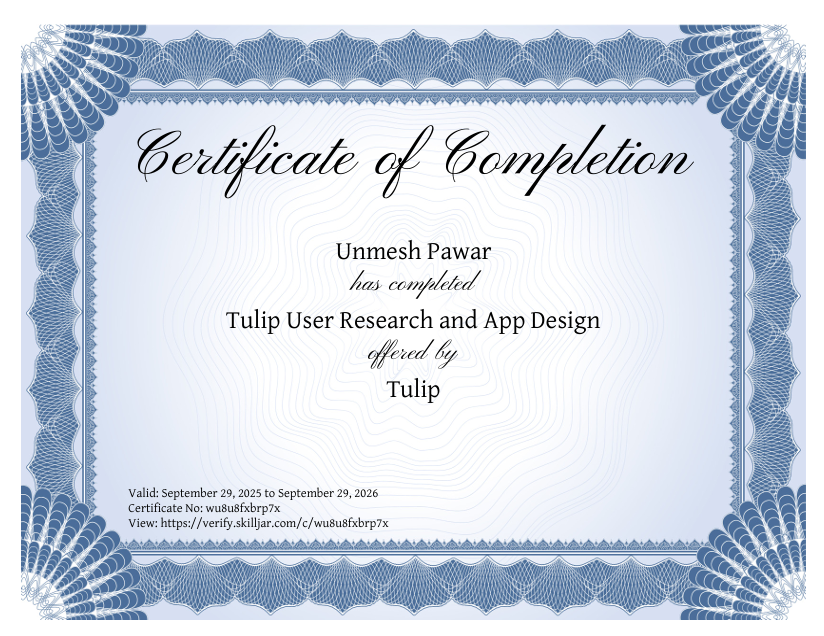 Certificate of Completion
Unmesh Pawar
has completed
Tulip User Research and App Design
offered by
Tulip
Valid: September 29, 2025 to September 29, 2026
Certificate No: wu8u8fxbrp7x
View: https://verify.skilljar.com/c/wu8u8fxbrp7x